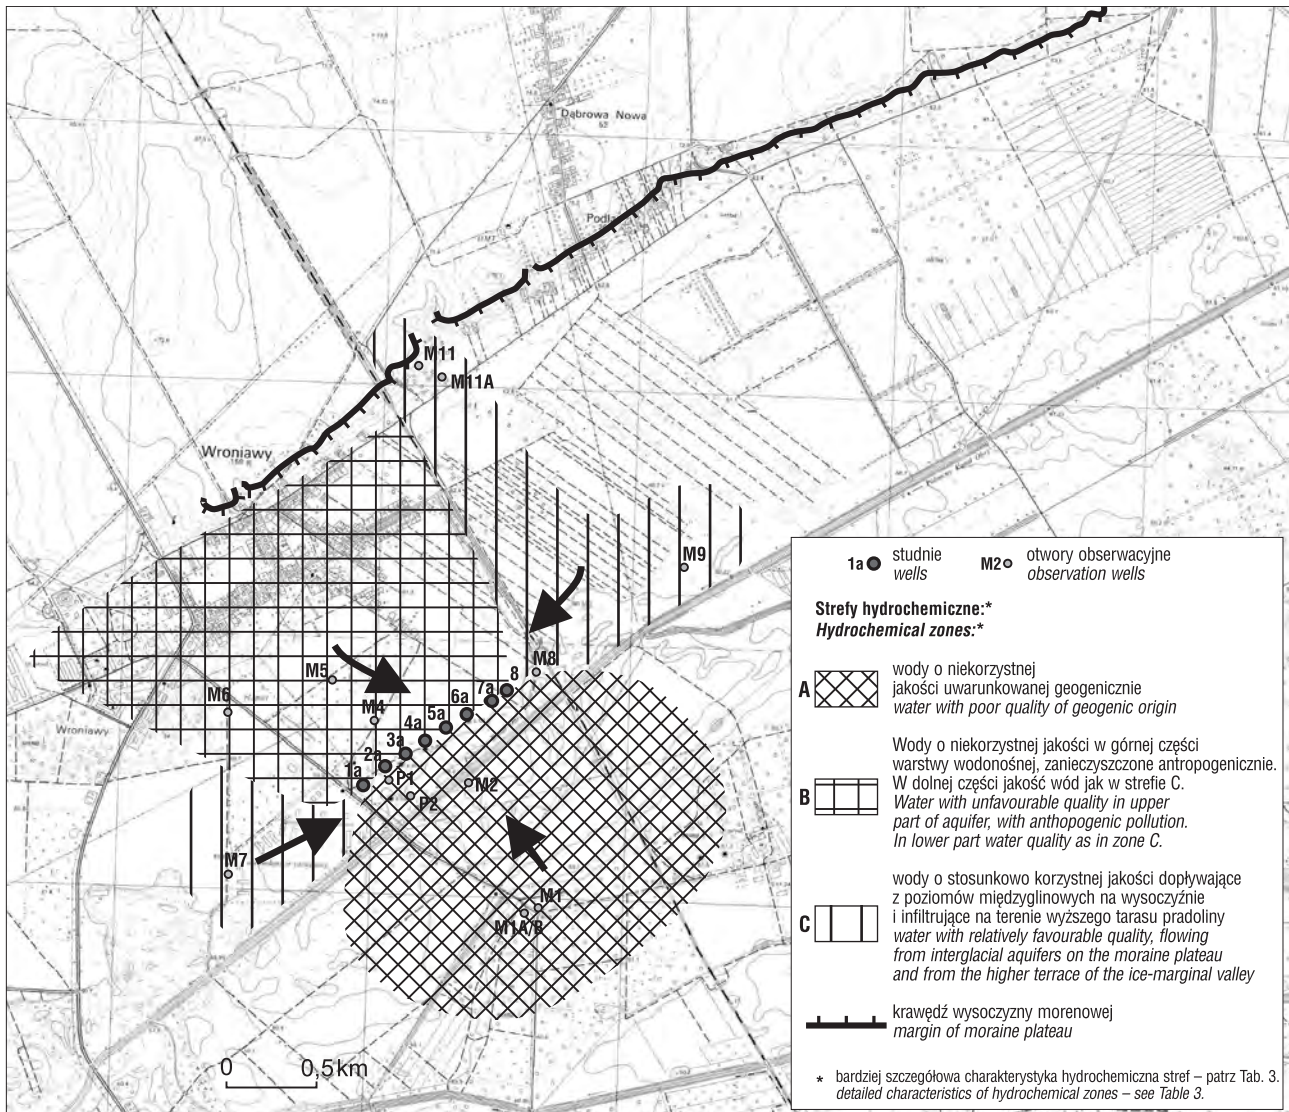 Dąbrowa Nowa
M11
M11A
Wroniawy
M9
M8
8
M5
7a
M6
6a
M4
5a
4a
Wroniawy
3a
2a
1a
P1
M2
P2
M7
M1
M1A/B
0 0,5km
1a studnie
wells
M2 otwory obserwacyjne
observation wells
Strefy hydrochemiczne:*
Hydrochemical zones:*
A
wody o niekorzystnej
jakości uwarunkowanej geogenicznie
water with poor quality of geogenic origin
B
Wody o niekorzystnej jakości w górnej części
warstwy wodonośnej, zanieczyszczone antropogenicznie.
W dolnej części jakość wód jak w strefie C.
Water with unfavourable quality in upper
part of aquifer, with anthopogenic pollution.
In lower part water quality as in zone C.
C
wody o stosunkowo korzystnej jakości dopływające
z poziomów międzyglinowych na wysoczyźnie
i infiltrujące na terenie wyższego tarasu pradoliny
water with relatively favourable quality, flowing
from interglacial aquifers on the moraine plateau
and from the higher terrace of the ice-marginal valley
krawędź wysoczyzny morenowej
margin of moraine plateau
* bardziej szczegółowa charakterystyka hydrochemiczna stref – patrz Tab. 3.
detailed characteristics of hydrochemical zones – see Table 3.